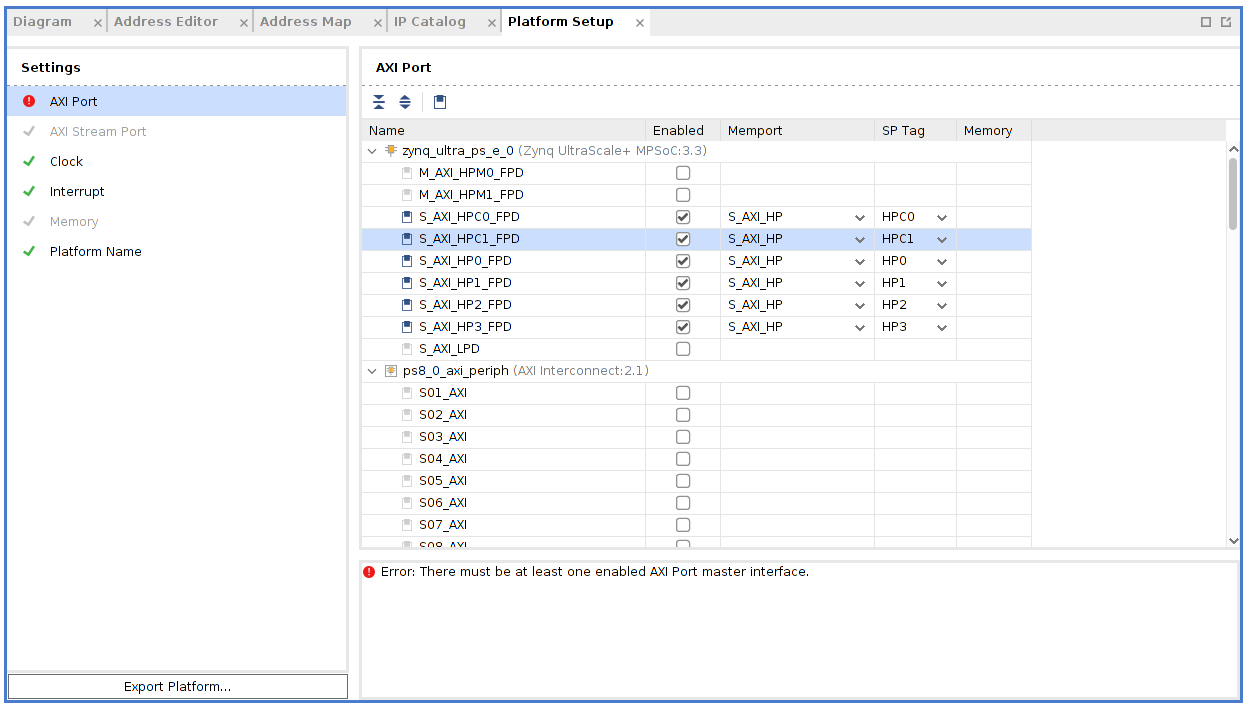 Diagram Address Editor Address Map IP Catalog Platform Setup
Settings
AXI Port
AXI Stream Port
Clock
Interrupt
Memory
Platform Name
Export Platform...
AXI Port
Name Enabled Memport SP Tag Memory
zynq_ultra_ps_e_0 (Zynq UltraScale+ MPSoC:3.3)
M_AXI_HPM0_FPD
M_AXI_HPM1_FPD
S_AXI_HPC0_FPD S_AXI_HP HPC0
S_AXI_HPC1_FPD S_AXI_HP HPC1
S_AXI_HP0_FPD S_AXI_HP HP0
S_AXI_HP1_FPD S_AXI_HP HP1
S_AXI_HP2_FPD S_AXI_HP HP2
S_AXI_HP3_FPD S_AXI_HP HP3
S_AXI_LPD
ps8_0_axi_periph (AXI Interconnect:2.1)
S01_AXI
S02_AXI
S03_AXI
S04_AXI
S05_AXI
S06_AXI
S07_AXI
S08_AXI
Error: There must be at least one enabled AXI Port master interface.